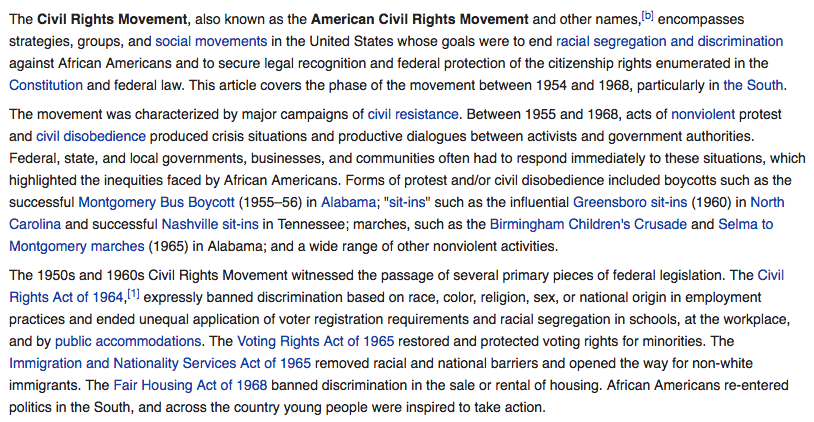 The Civil Rights Movement, also known as the American Civil Rights Movement and other names,[b] encompasses
strategies, groups, and social movements in the United States whose goals were to end racial segregation and discrimination
against African Americans and to secure legal recognition and federal protection of the citizenship rights enumerated in the
Constitution and federal law. This article covers the phase of the movement between 1954 and 1968, particularly in the South.
The movement was characterized by major campaigns of civil resistance. Between 1955 and 1968, acts of nonviolent protest
and civil disobedience produced crisis situations and productive dialogues between activists and government authorities.
Federal, state, and local governments, businesses, and communities often had to respond immediately to these situations, which
highlighted the inequities faced by African Americans. Forms of protest and/or civil disobedience included boycotts such as the
successful Montgomery Bus Boycott (1955–56) in Alabama; "sit-ins" such as the influential Greensboro sit-ins (1960) in North
Carolina and successful Nashville sit-ins in Tennessee; marches, such as the Birmingham Children's Crusade and Selma to
Montgomery marches (1965) in Alabama; and a wide range of other nonviolent activities.
The 1950s and 1960s Civil Rights Movement witnessed the passage of several primary pieces of federal legislation. The Civil
Rights Act of 1964,[1] expressly banned discrimination based on race, color, religion, sex, or national origin in employment
practices and ended unequal application of voter registration requirements and racial segregation in schools, at the workplace,
and by public accommodations. The Voting Rights Act of 1965 restored and protected voting rights for minorities. The
Immigration and Nationality Services Act of 1965 removed racial and national barriers and opened the way for non-white
immigrants. The Fair Housing Act of 1968 banned discrimination in the sale or rental of housing. African Americans re-entered
politics in the South, and across the country young people were inspired to take action.